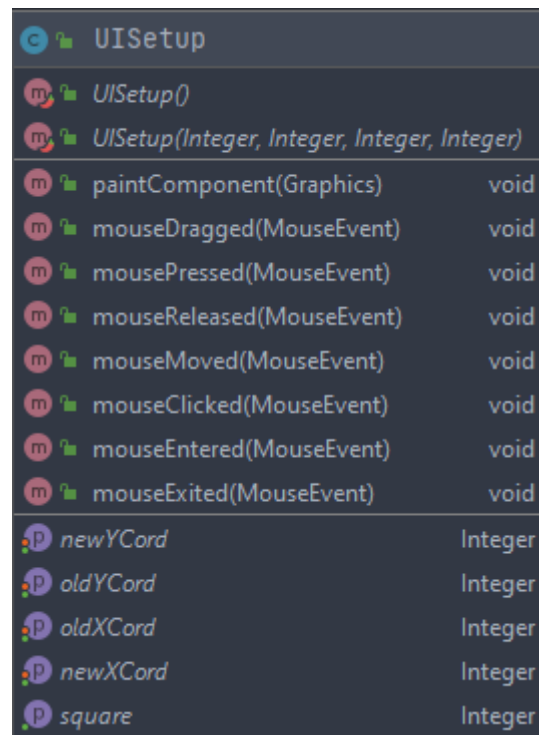 UISetup
UISetup()
UISetup(Integer, Integer, Integer, Integer)
paintComponent(Graphics) void
mouseDragged(MouseEvent) void
mousePressed(MouseEvent) void
mouseReleased(MouseEvent) void
mouseMoved(MouseEvent) void
mouseClicked(MouseEvent) void
mouseEntered(MouseEvent) void
mouseExited(MouseEvent) void
newYCord Integer
oldYCord Integer
oldXCord Integer
newXCord Integer
square Integer